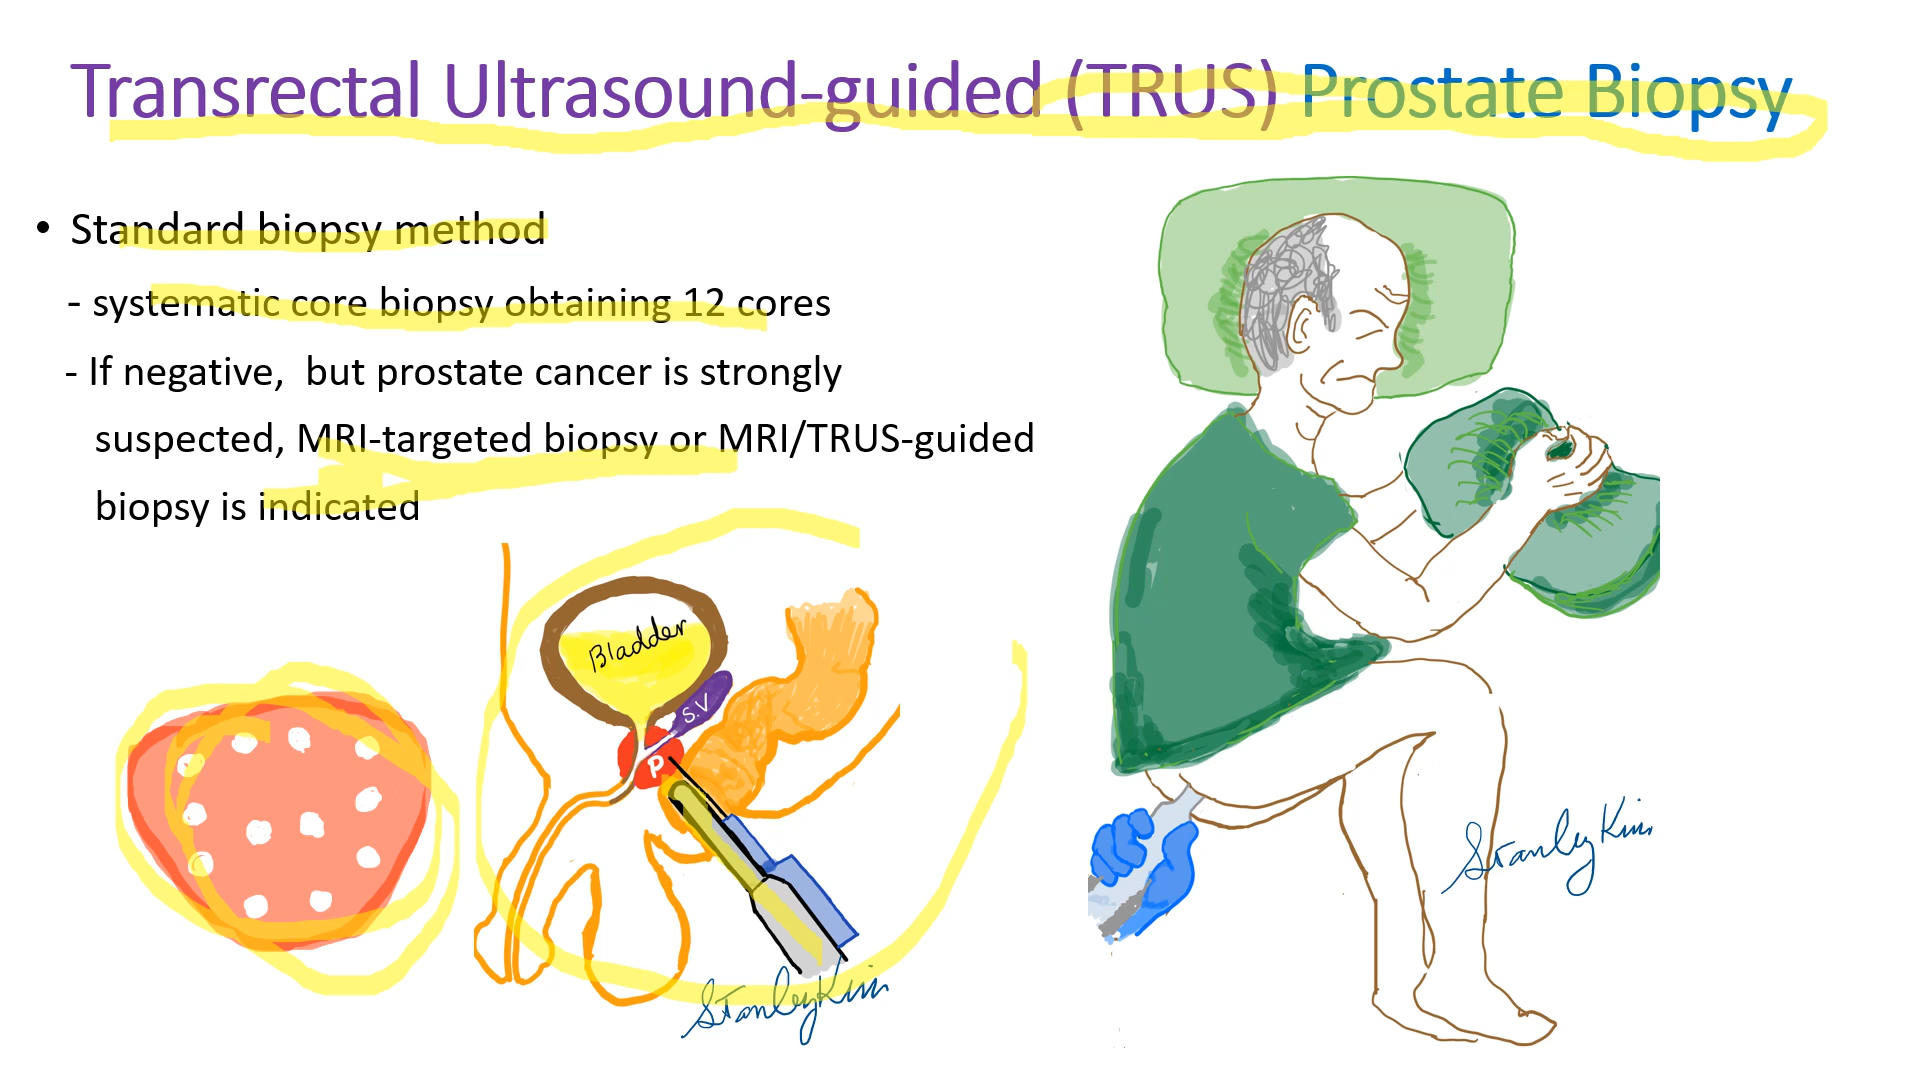 Transrectal Ultrasound-guided (TRUS) Prostate Biopsy
• Standard biopsy method
- systematic core biopsy obtaining 12 cores
- If negative, but prostate cancer is strongly
suspected, MRI-targeted biopsy or MRI/TRUS-guided
biopsy is indicated
Bladder
S.V
P
Stanley Kim
Stanley Kim